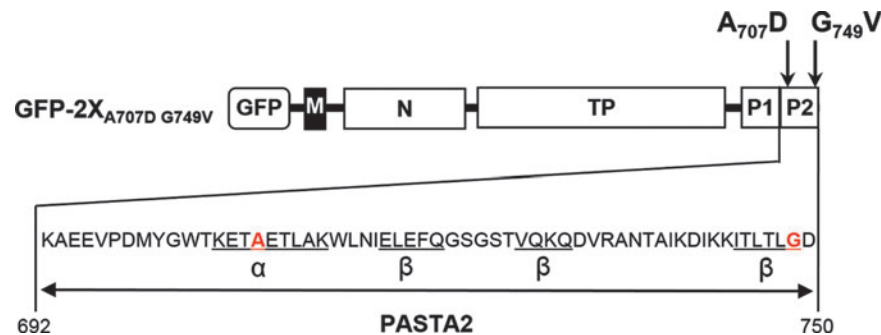 A707D G749V
GFP-2XA707D G749V GFP M N TP P1 P2
KAEEVPDMYGWTKETAETLAKWLNIELEFQGSGSTVQKQDVRANTAIKDIKKITLTLGD
α β β β
692 PASTA2 750